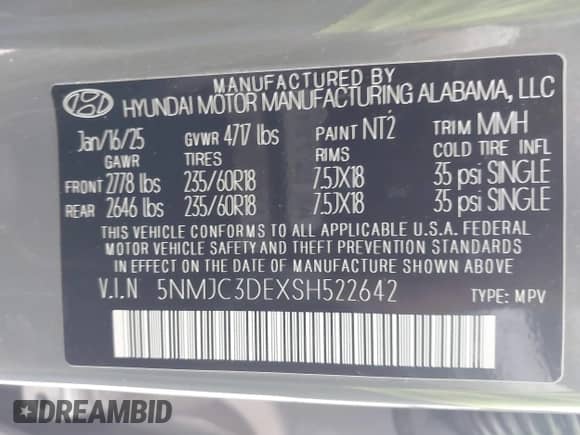 MANUFACTURED BY
HYUNDAI MOTOR MANUFACTURING ALABAMA, LLC
Jan/16/25 GVWR 4717 lbs PAINT NT2 TRIM MMH
GAWR TIRES RIMS COLD TIRE INFL
FRONT 2778 lbs 235/60R18 7.5JX18 35 psi SINGLE
REAR 2646 lbs 235/60R18 7.5JX18 35 psi SINGLE
THIS VEHICLE CONFORMS TO ALL APPLICABLE U.S.A. FEDERAL
MOTOR VEHICLE SAFETY AND THEFT PREVENTION STANDARDS
IN EFFECT ON THE DATE OF MANUFACTURE SHOWN ABOVE
V.I.N 5NMJC3DEXSH522642 TYPE: MPV
DREAMBID